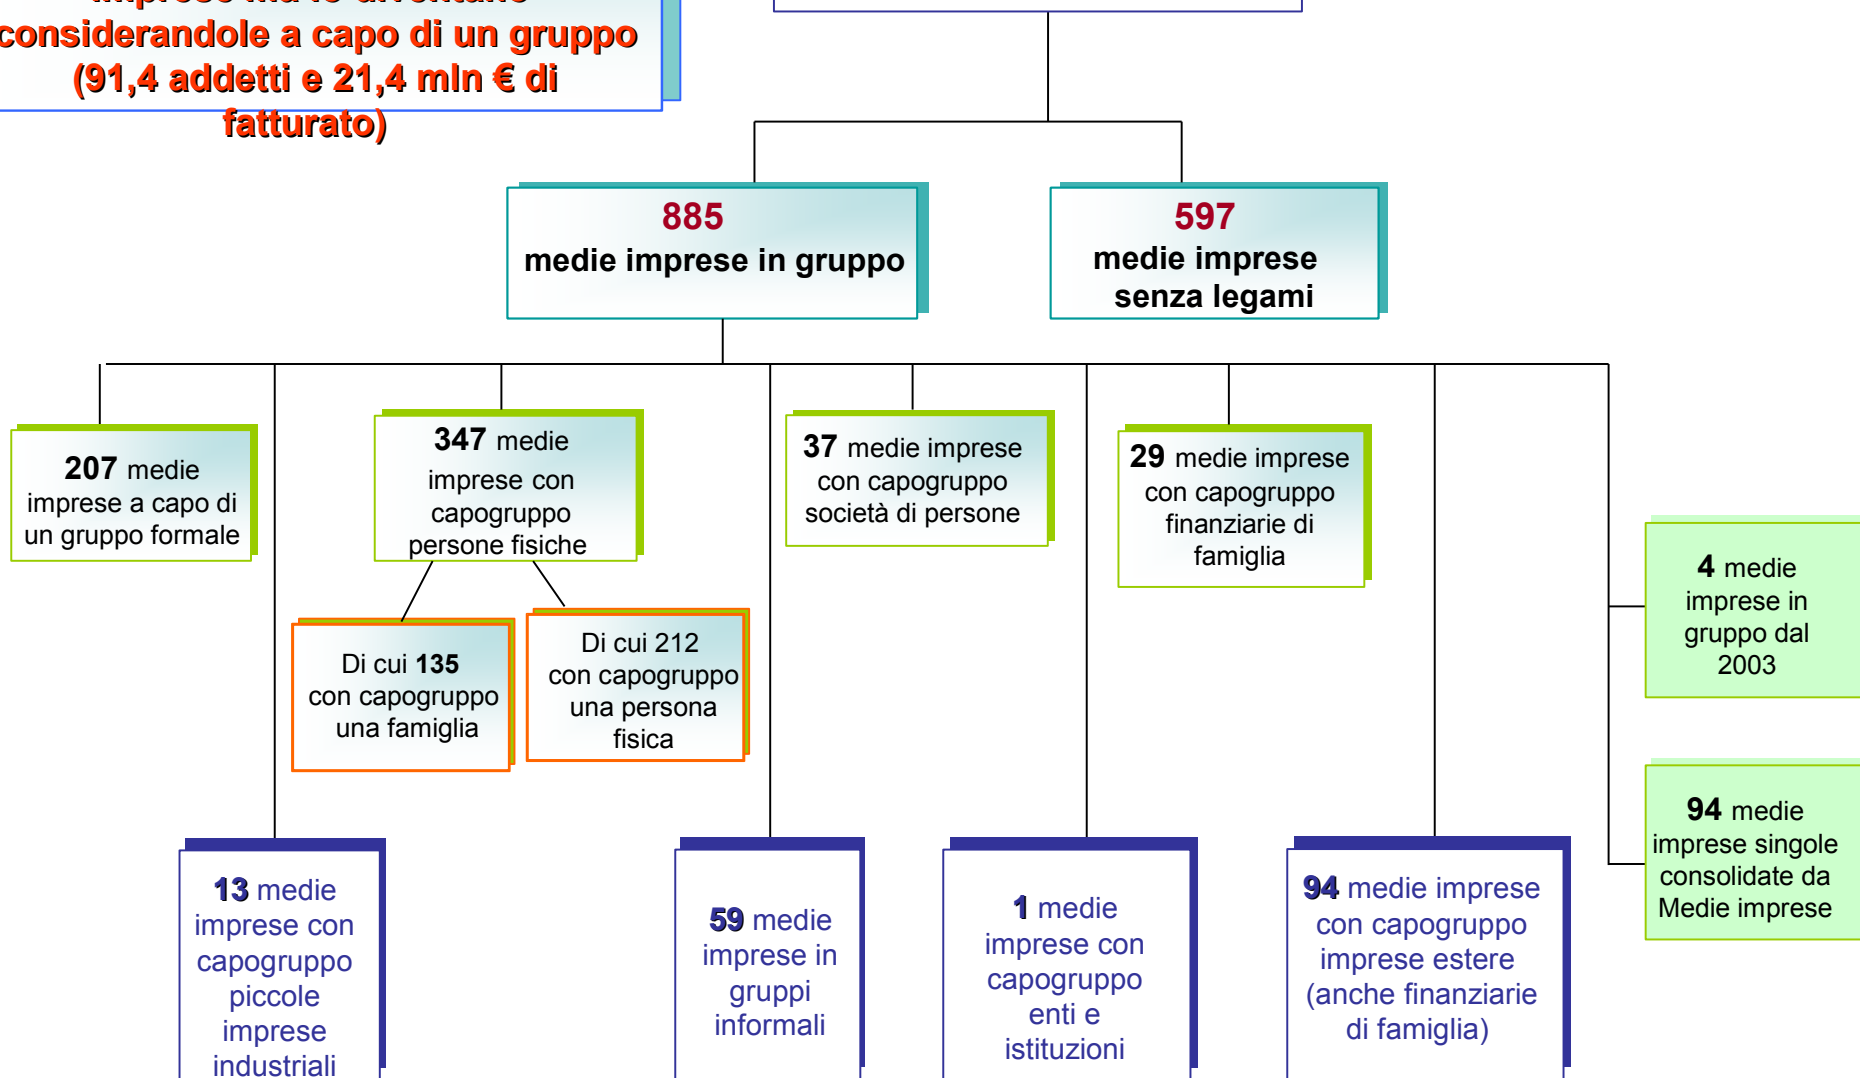 imprese ma lo diventano
considerandole a capo di un gruppo
(91,4 addetti e 21,4 mln € di
fatturato)
885
medie imprese in gruppo
597
medie imprese
senza legami
207 medie
imprese a capo di
un gruppo formale
347 medie
imprese con
capogruppo
persone fisiche
37 medie imprese
con capogruppo
società di persone
29 medie imprese
con capogruppo
finanziarie di
famiglia
4 medie
imprese in
gruppo dal
2003
Di cui 135
con capogruppo
una famiglia
Di cui 212
con capogruppo
una persona
fisica
94 medie
imprese singole
consolidate da
Medie imprese
13 medie
imprese con
capogruppo
piccole
imprese
industriali
59 medie
imprese in
gruppi
informali
1 medie
imprese con
capogruppo
enti e
istituzioni
94 medie imprese
con capogruppo
imprese estere
(anche finanziarie
di famiglia)